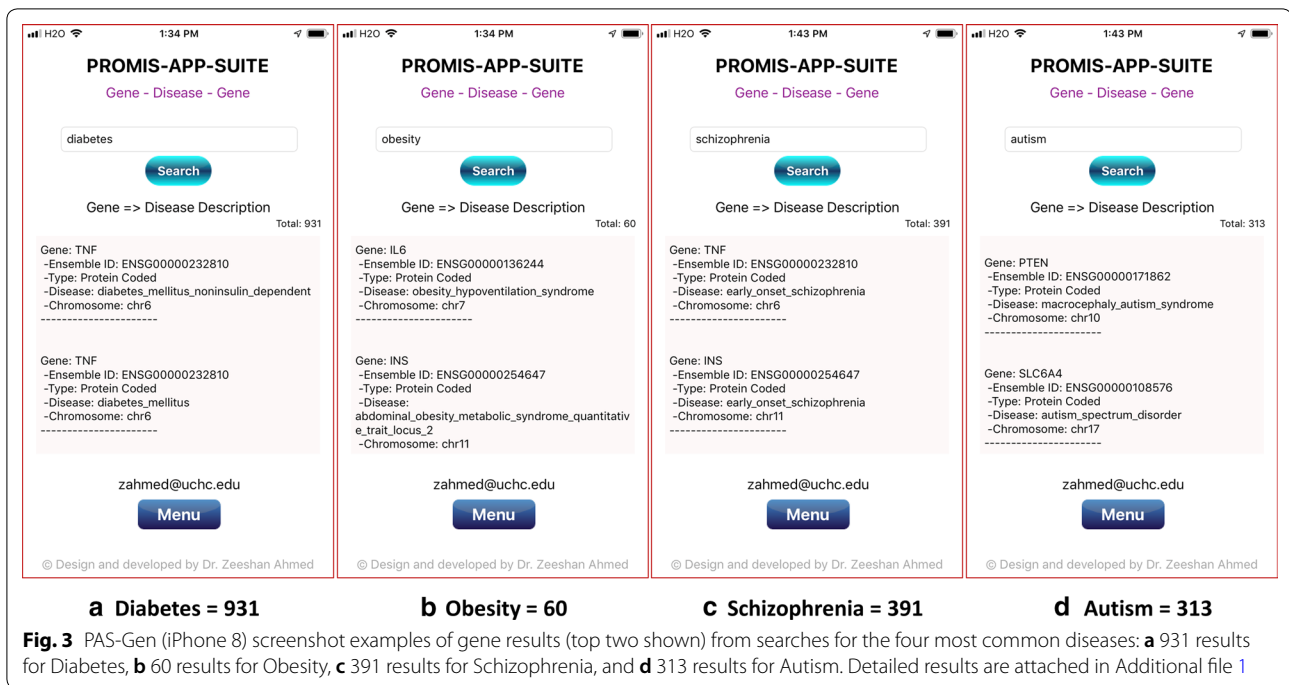 H2O 1:34 PM
PROMIS-APP-SUITE
Gene - Disease - Gene
diabetes
Search
Gene => Disease Description
Total: 931
Gene: TNF
-Ensemble ID: ENSG00000232810
-Type: Protein Coded
-Disease: diabetes_mellitus_noninsulin_dependent
-Chromosome: chr6
----------------------
Gene: TNF
-Ensemble ID: ENSG00000232810
-Type: Protein Coded
-Disease: diabetes_mellitus
-Chromosome: chr6
----------------------
zahmed@uchc.edu
Menu
© Design and developed by Dr. Zeeshan Ahmed
a Diabetes = 931
H2O 1:34 PM
PROMIS-APP-SUITE
Gene - Disease - Gene
obesity
Search
Gene => Disease Description
Total: 60
Gene: IL6
-Ensemble ID: ENSG00000136244
-Type: Protein Coded
-Disease: obesity_hypoventilation_syndrome
-Chromosome: chr7
----------------------
Gene: INS
-Ensemble ID: ENSG00000254647
-Type: Protein Coded
-Disease:
abdominal_obesity_metabolic_syndrome_quantitativ
e_trait_locus_2
-Chromosome: chr11
zahmed@uchc.edu
Menu
© Design and developed by Dr. Zeeshan Ahmed
b Obesity = 60
H2O 1:43 PM
PROMIS-APP-SUITE
Gene - Disease - Gene
schizophrenia
Search
Gene => Disease Description
Total: 391
Gene: TNF
-Ensemble ID: ENSG00000232810
-Type: Protein Coded
-Disease: early_onset_schizophrenia
-Chromosome: chr6
----------------------
Gene: INS
-Ensemble ID: ENSG00000254647
-Type: Protein Coded
-Disease: early_onset_schizophrenia
-Chromosome: chr11
----------------------
zahmed@uchc.edu
Menu
© Design and developed by Dr. Zeeshan Ahmed
c Schizophrenia = 391
H2O 1:43 PM
PROMIS-APP-SUITE
Gene - Disease - Gene
autism
Search
Gene => Disease Description
Total: 313
Gene: PTEN
-Ensemble ID: ENSG00000171862
-Type: Protein Coded
-Disease: macrocephaly_autism_syndrome
-Chromosome: chr10
----------------------
Gene: SLC6A4
-Ensemble ID: ENSG00000108576
-Type: Protein Coded
-Disease: autism_spectrum_disorder
-Chromosome: chr17
----------------------
zahmed@uchc.edu
Menu
© Design and developed by Dr. Zeeshan Ahmed
d Autism = 313
Fig. 3 PAS-Gen (iPhone 8) screenshot examples of gene results (top two shown) from searches for the four most common diseases: a 931 results
for Diabetes, b 60 results for Obesity, c 391 results for Schizophrenia, and d 313 results for Autism. Detailed results are attached in Additional file 1